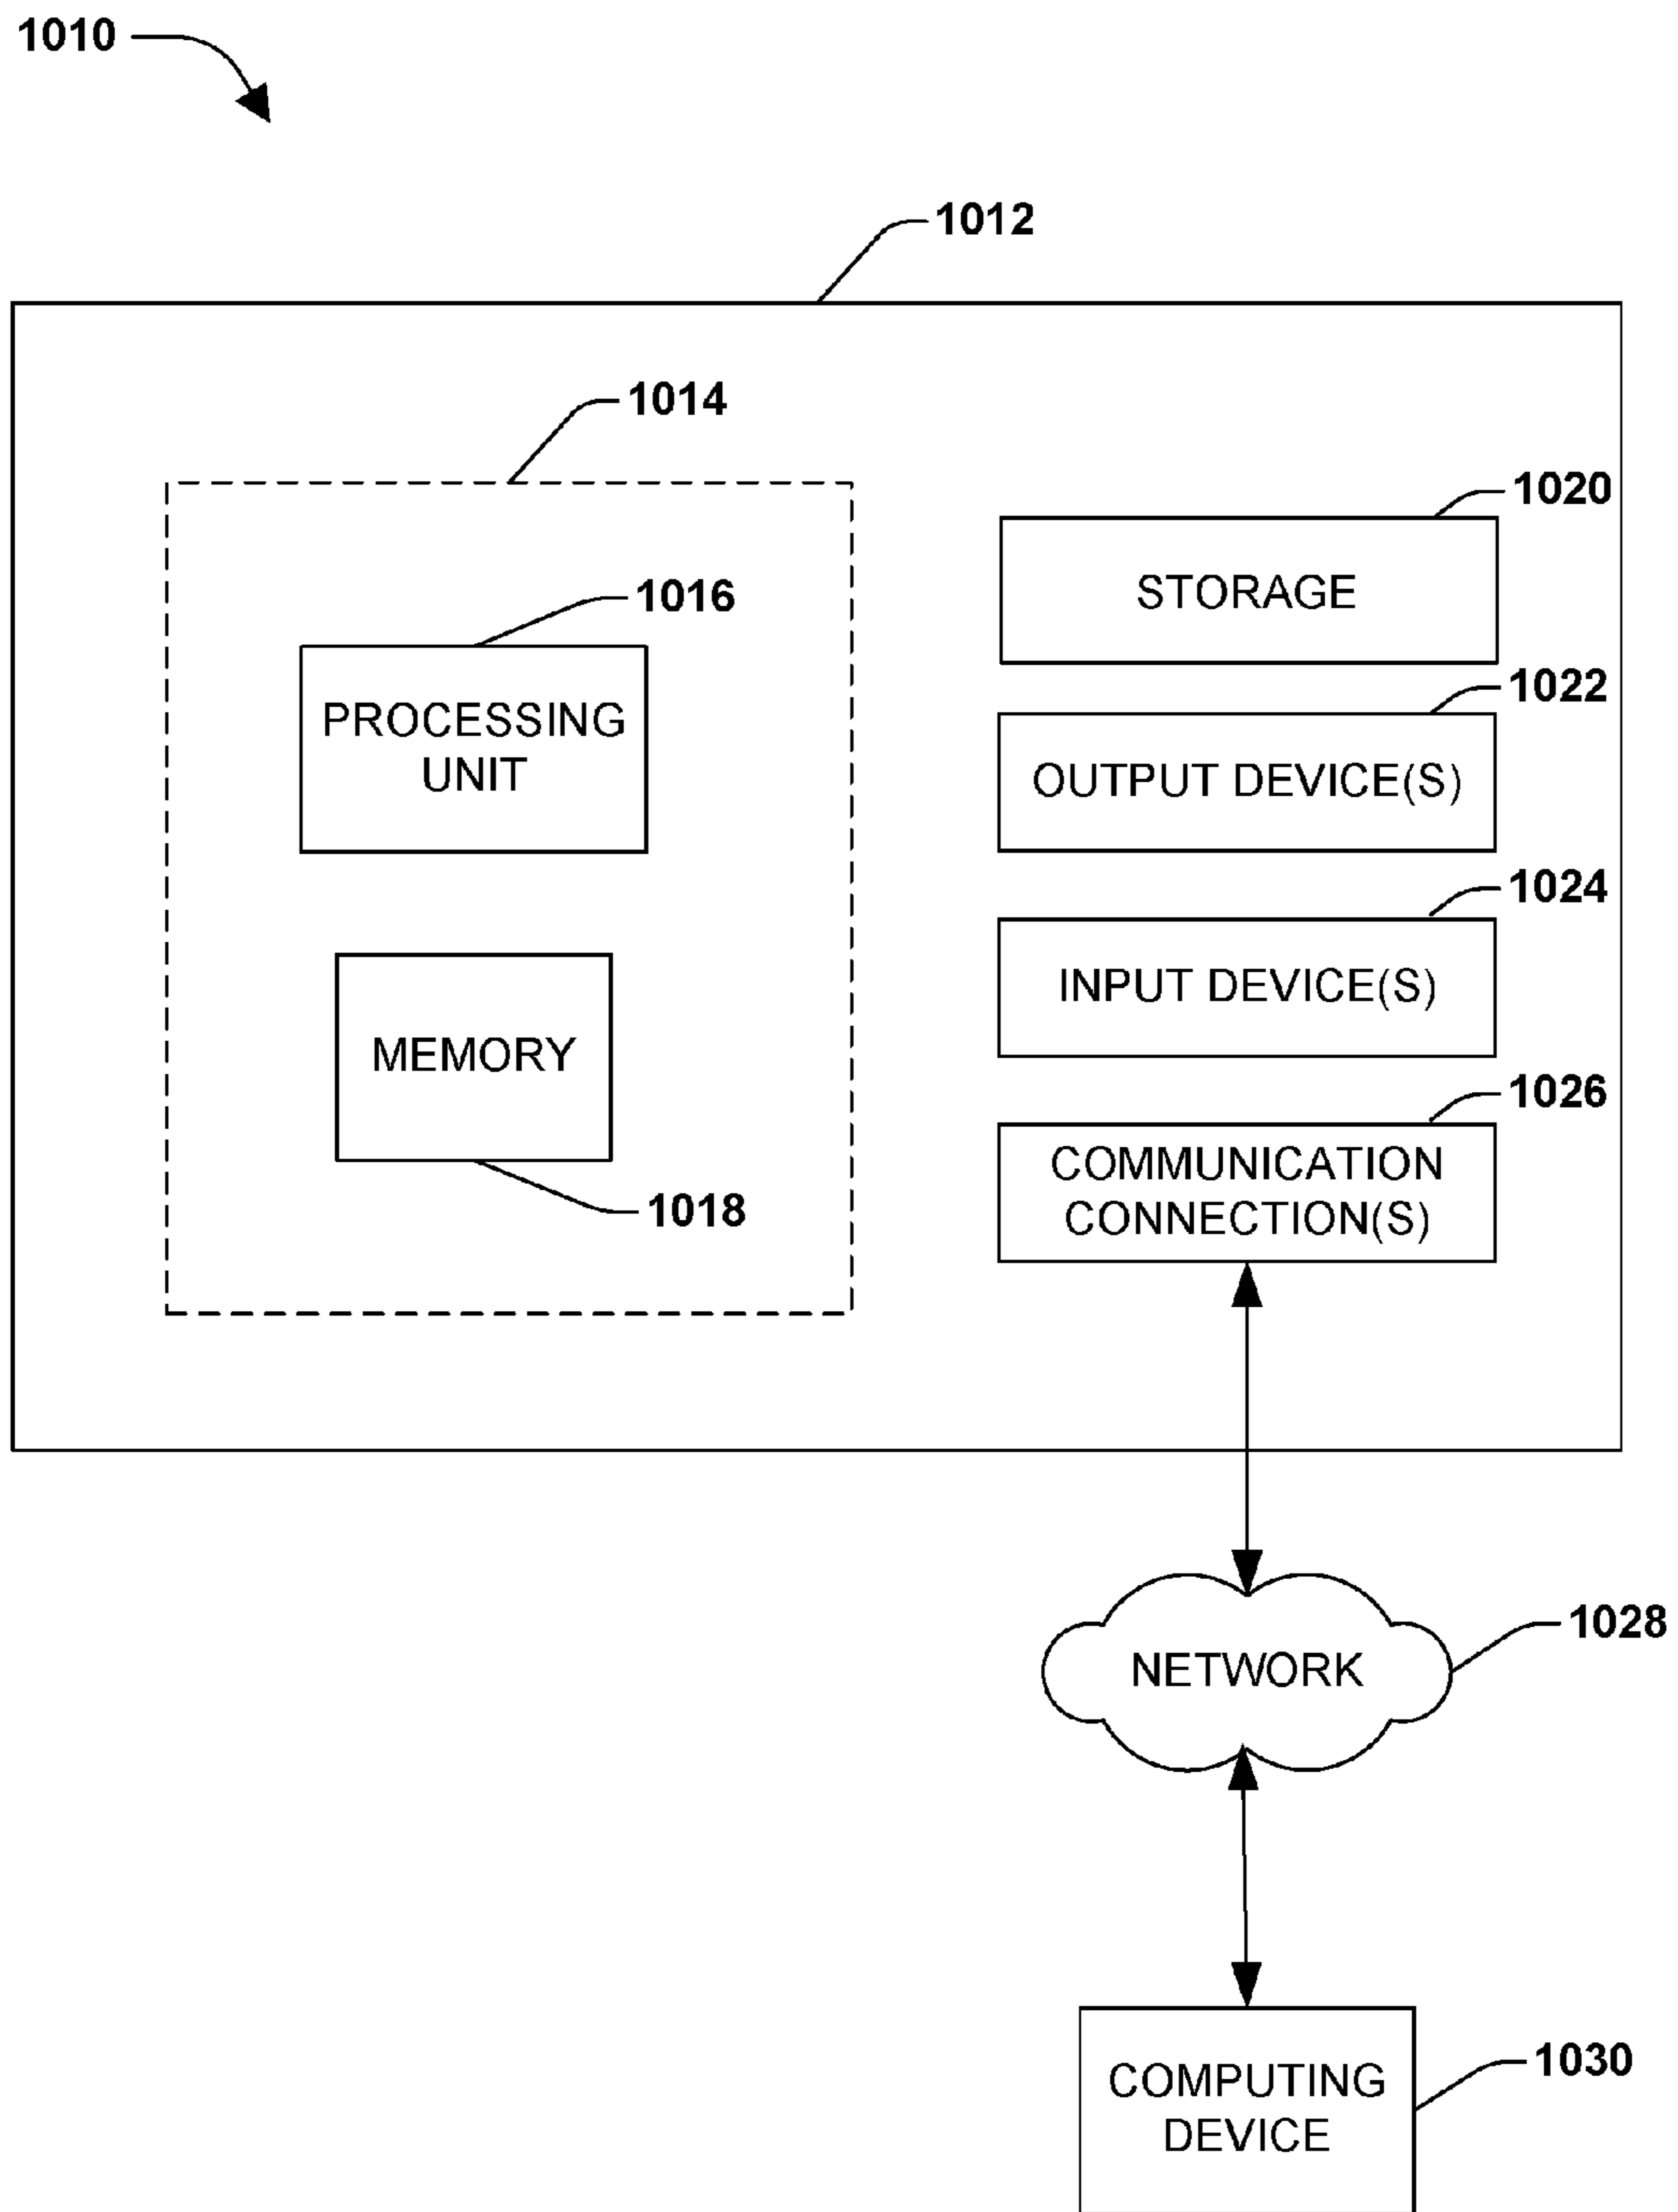 1010
1012
1014
1020
1016
STORAGE
1022
PROCESSING
UNIT
OUTPUT DEVICE(S)
1024
INPUT DEVICE(S)
MEMORY
1026
COMMUNICATION
CONNECTION(S)
1018
1028
NETWORK
1030
COMPUTING
DEVICE